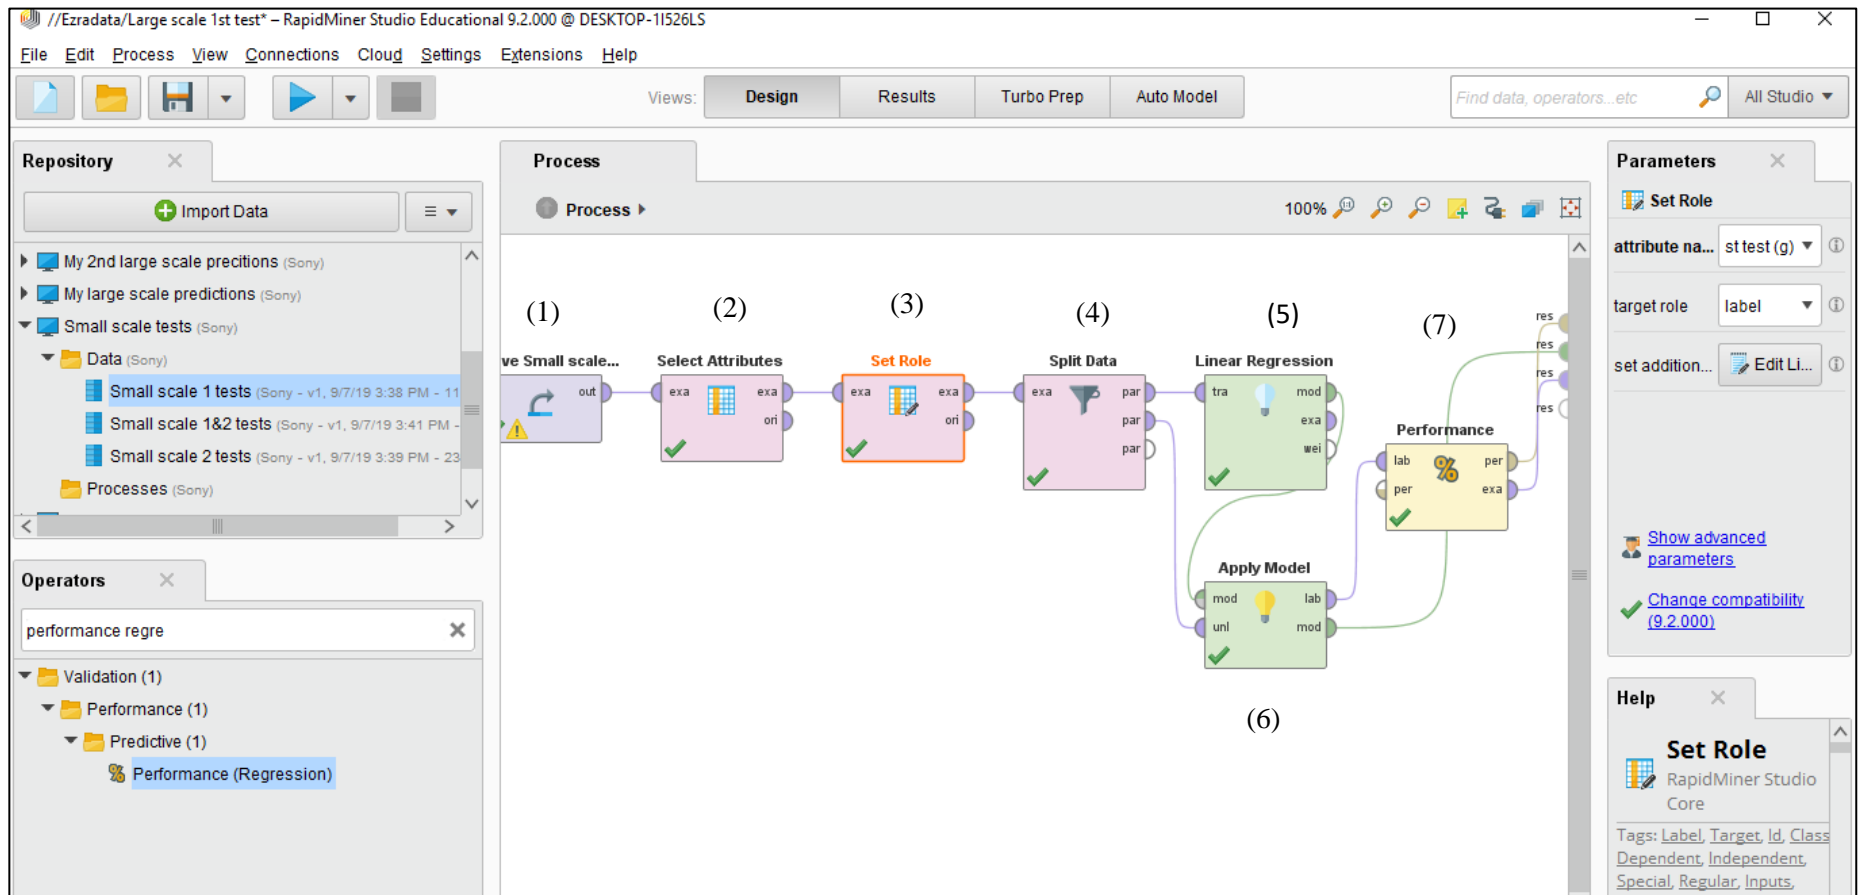 //Ezradata/Large scale 1st test* – RapidMiner Studio Educational 9.2.000 @ DESKTOP-1I526LS
File Edit Process View Connections Cloud Settings Extensions Help
Views: Design Results Turbo Prep Auto Model
Find data, operators...etc All Studio
Repository
Import Data
My 2nd large scale precitions (Sony)
My large scale predictions (Sony)
Small scale tests (Sony)
Data (Sony)
Small scale 1 tests (Sony - v1, 9/7/19 3:38 PM - 11
Small scale 1&2 tests (Sony - v1, 9/7/19 3:41 PM -
Small scale 2 tests (Sony - v1, 9/7/19 3:39 PM - 23
Processes (Sony)
Operators
performance regre
Validation (1)
Performance (1)
Predictive (1)
Performance (Regression)
Process
Process
100%
(1) (2) (3) (4) (5) (7)
ve Small scale... Select Attributes Set Role Split Data Linear Regression
out exa exa exa exa exa par tra mod
ori ori par exa
par wei
res
res
res
res
Performance
lab per
per exa
Apply Model
mod lab
unl mod
(6)
Parameters
Set Role
attribute na... st test (g)
target role label
set addition... Edit Li...
Show advanced
parameters
Change compatibility
(9.2.000)
Help
Set Role
RapidMiner Studio
Core
Tags: Label, Target, Id, Class
Dependent, Independent,
Special, Regular, Inputs,